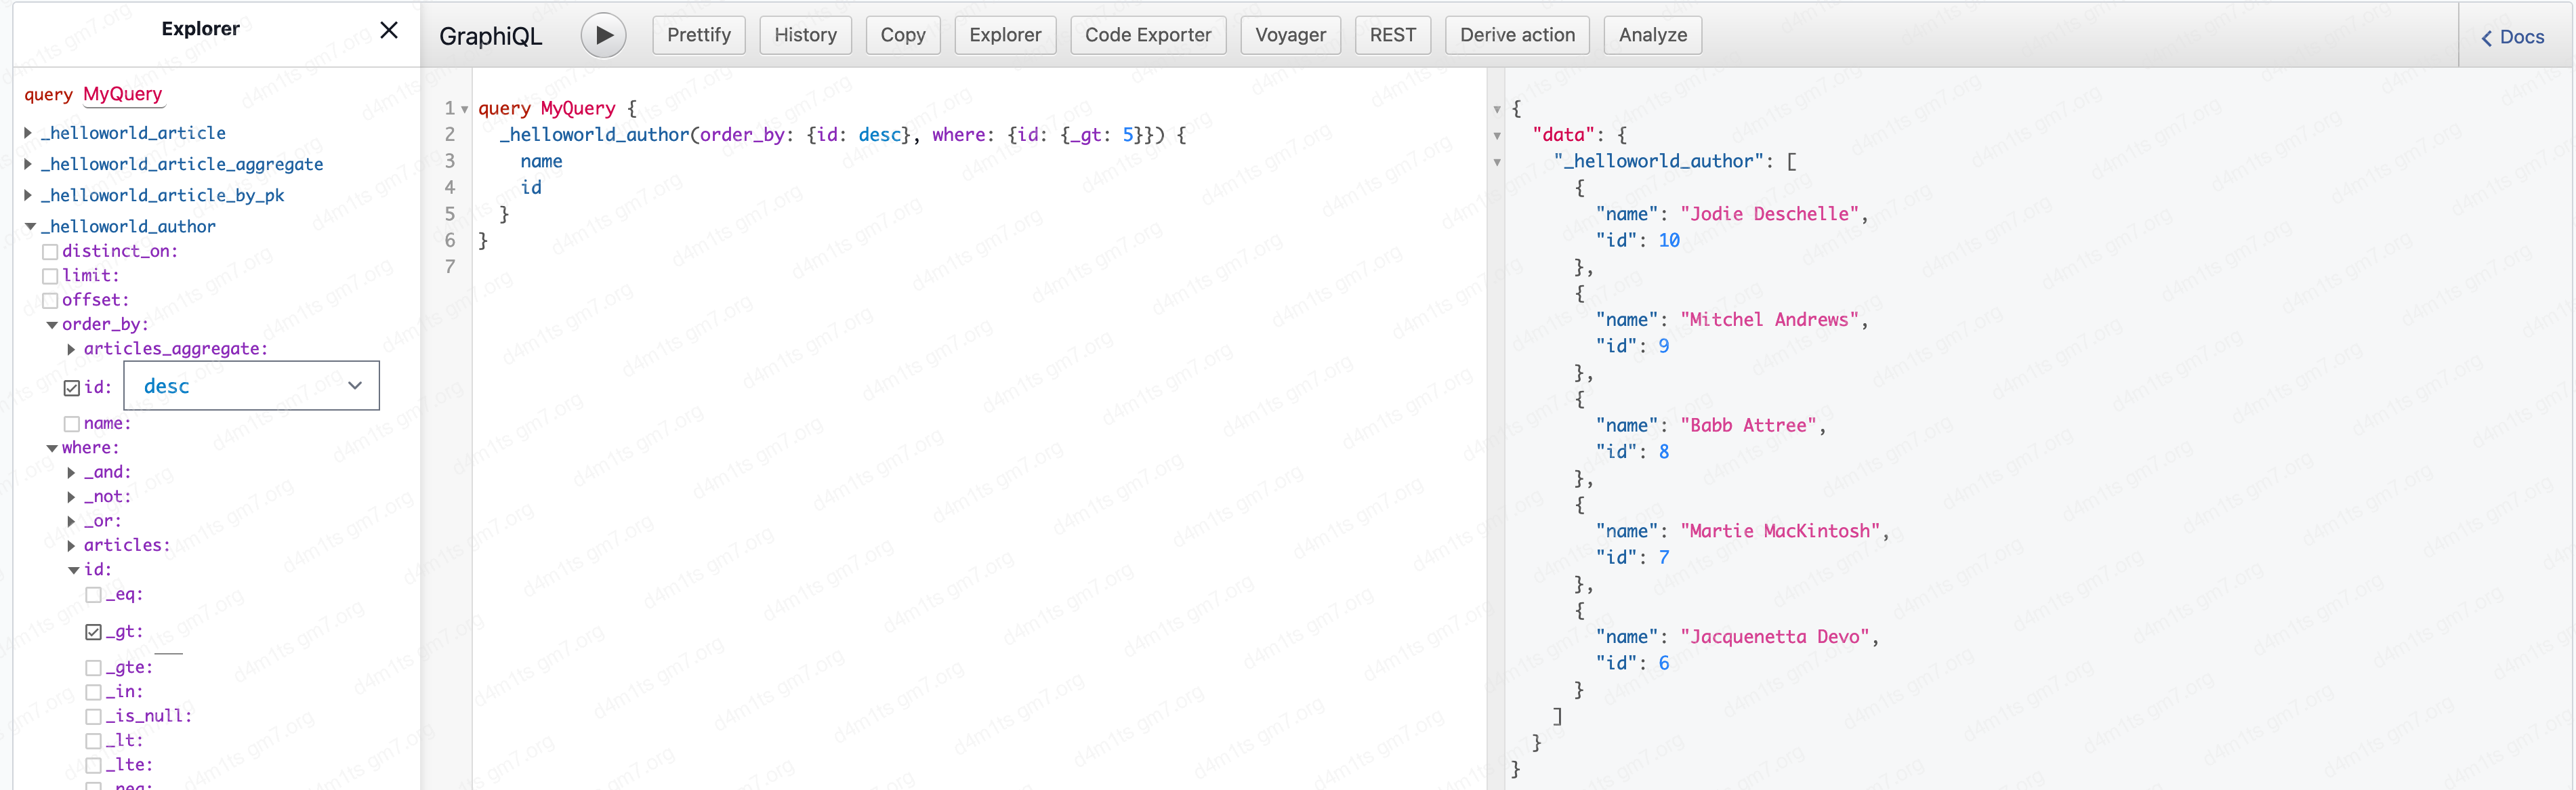 Explorer
GraphiQL
Prettify
History
Copy
Explorer
Code Exporter
Voyager
REST
Derive action
Analyze
Docs
query MyQuery
_helloworld_article
_helloworld_article_aggregate
_helloworld_article_by_pk
_helloworld_author
distinct_on:
limit:
offset:
order_by:
articles_aggregate:
id: desc
name:
where:
_and:
_not:
_or:
articles:
id:
_eq:
_gt:
_gte:
_in:
_is_null:
_lt:
_lte:
_neq:
1 query MyQuery {
2 _helloworld_author(order_by: {id: desc}, where: {id: {_gt: 5}}) {
3 name
4 id
5 }
6 }
7
{
"data": {
"_helloworld_author": [
{
"name": "Jodie Deschelle",
"id": 10
},
{
"name": "Mitchel Andrews",
"id": 9
},
{
"name": "Babb Attree",
"id": 8
},
{
"name": "Martie MacKintosh",
"id": 7
},
{
"name": "Jacquenetta Devo",
"id": 6
}
]
}
}
d4m1ts gm7.org